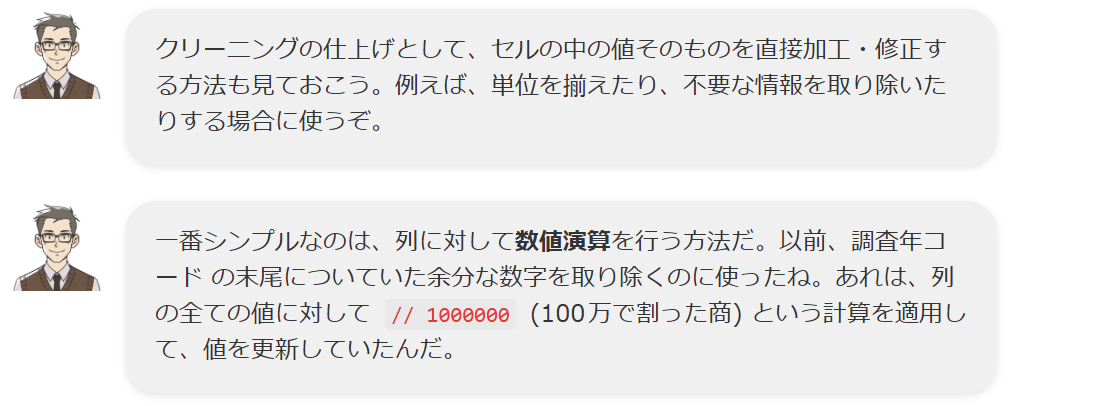 クリーニングの仕上げとして、セルの中の値そのものを直接加工・修正す
る方法も見ておこう。例えば、単位を揃えたり、不要な情報を取り除いた
りする場合に使うぞ。
一番シンプルなのは、列に対して数値演算を行う方法だ。以前、調査年コ
ード の末尾についていた余分な数字を取り除くのに使ったね。あれは、列
の全ての値に対して // 1000000 (100万で割った商) という計算を適用し
て、値を更新していたんだ。